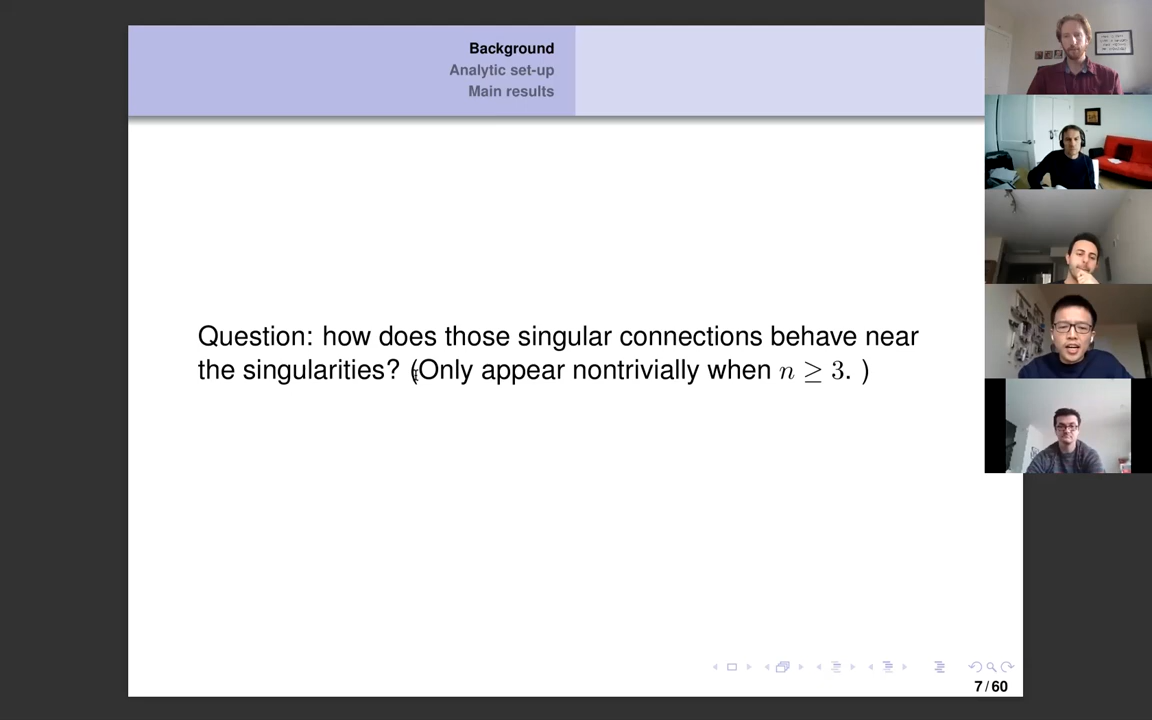 Background
Analytic set-up
Main results
Question: how does those singular connections behave near
the singularities? (Only appear nontrivially when n ≥ 3. )
7/60